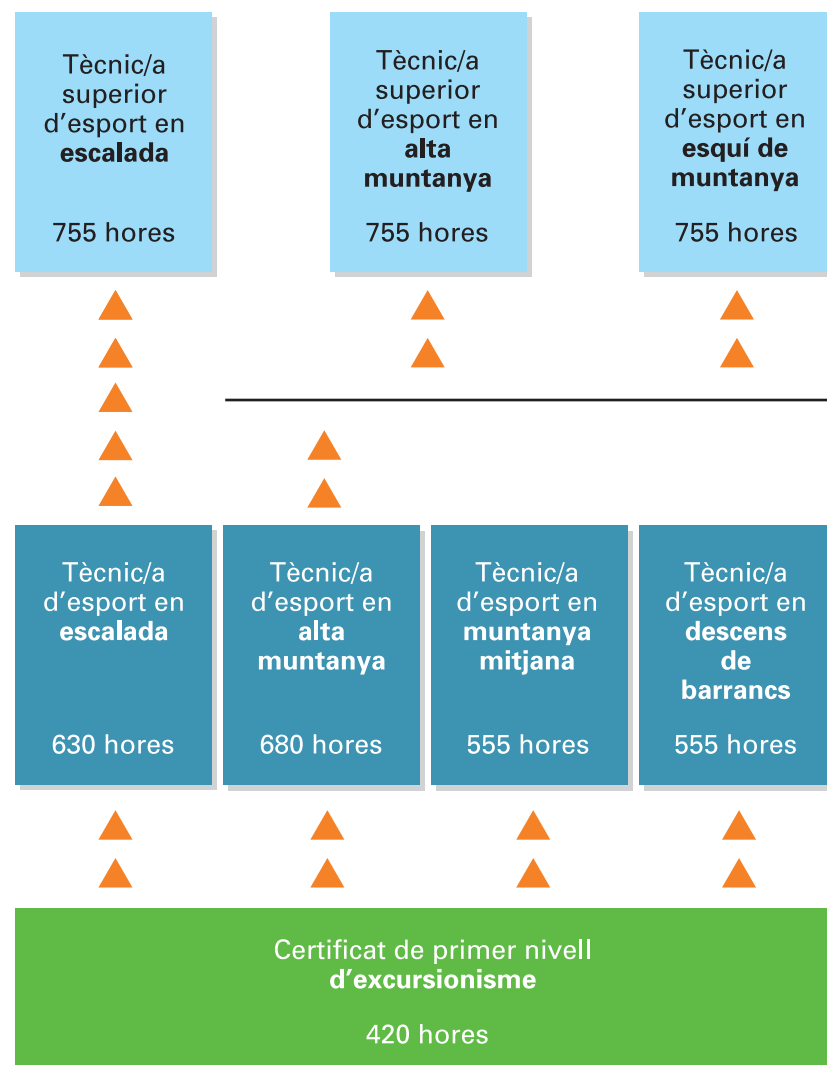 Tècnic/a
superior
d'esport en
escalada
755 hores
Tècnic/a
superior
d'esport en
alta
muntanya
755 hores
Tècnic/a
superior
d'esport en
esquí de
muntanya
755 hores
Tècnic/a
d'esport en
escalada
630 hores
Tècnic/a
d'esport en
alta
muntanya
680 hores
Tècnic/a
d'esport en
muntanya
mitjana
555 hores
Tècnic/a
d'esport en
descens
de
barrancs
555 hores
Certificat de primer nivell
d'excursionisme
420 hores